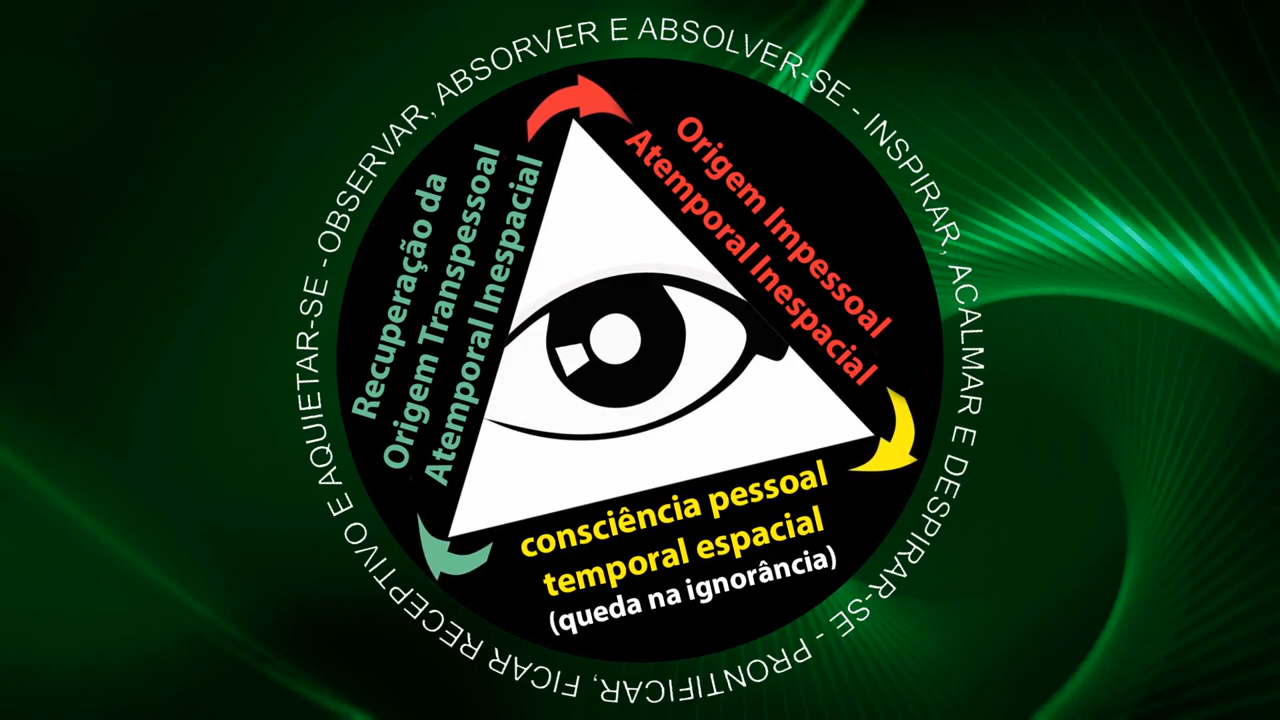 OBSERVAR, ABSORVER E ABSOLVER-SE - INSPIRAR, ACALMAR E DESPIRAR-SE - PRONTIFICAR, FICAR RECEPTIVO E AQUIETAR-SE -
Origem Impessoal
Atemporal Inespacial
consciência pessoal
temporal espacial
(queda na ignorância)
Recuperação da
Origem Transpessoal
Atemporal Inespacial